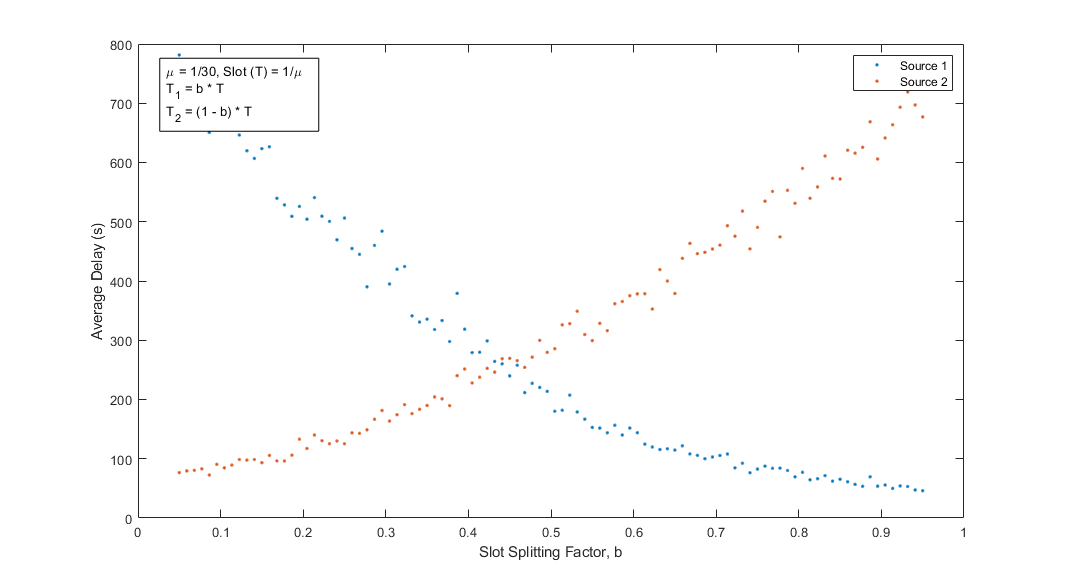 800
700
600
500
400
300
200
100
0
0
0.1
0.2
0.3
0.4
0.5
0.6
0.7
0.8
0.9
1
Average Delay (s)
Slot Splitting Factor, b
μ = 1/30, Slot (T) = 1/μ
T1 = b * T
T2 = (1 - b) * T
Source 1
Source 2